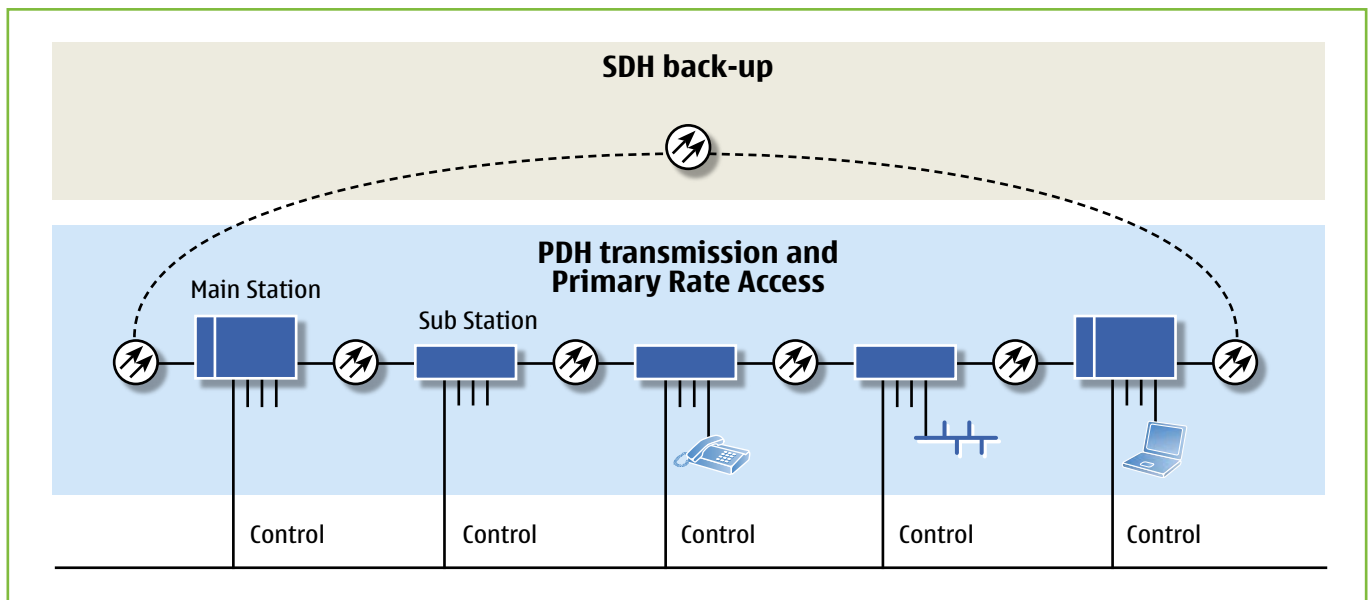 SDH back-up
PDH transmission and
Primary Rate Access
Main Station
Sub Station
Control
Control
Control
Control
Control